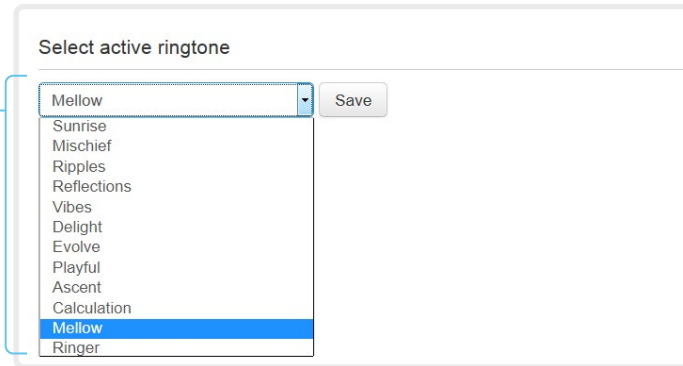 Select active ringtone
Mellow Save
Sunrise
Mischief
Ripples
Reflections
Vibes
Delight
Evolve
Playful
Ascent
Calculation
Mellow
Ringer